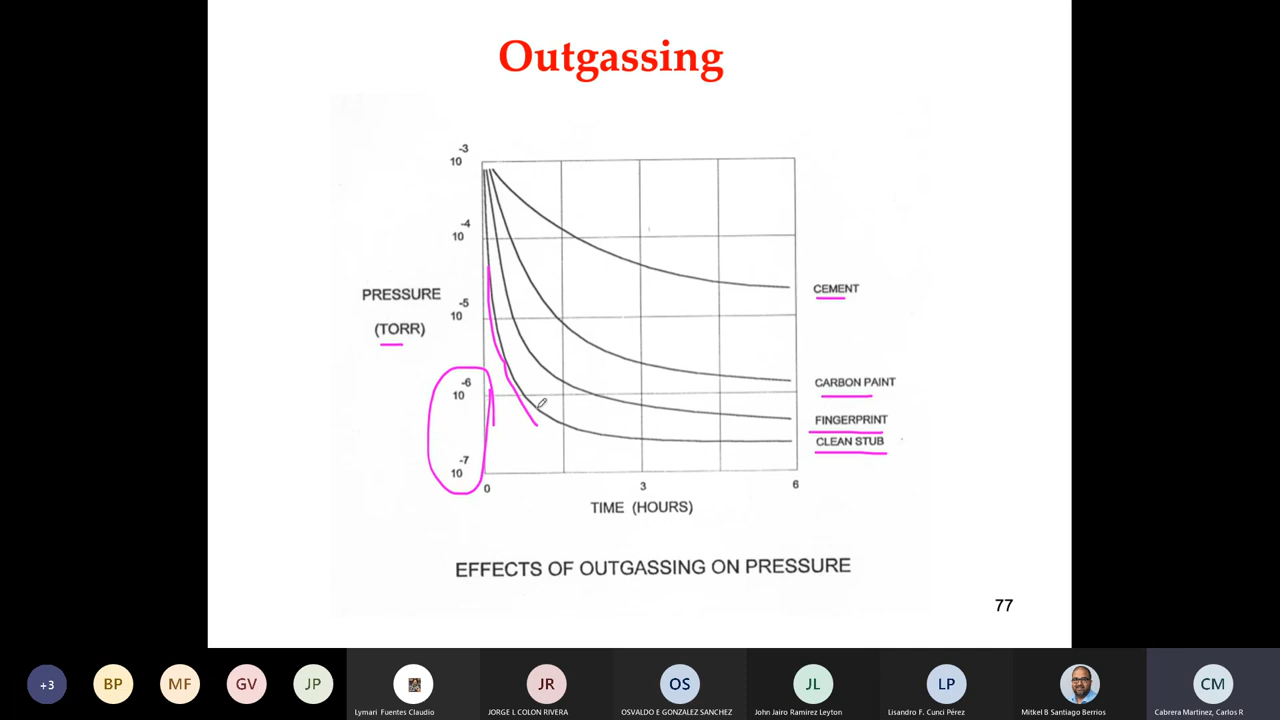 Outgassing
10 -3
10 -4
PRESSURE
(TORR)
10 -5
10 -6
10 -7
CEMENT
CARBON PAINT
FINGERPRINT
CLEAN STUB
0 3 6
TIME (HOURS)
EFFECTS OF OUTGASSING ON PRESSURE
77
+3 BP MF GV JP JR OS JL LP CM
Lymari Fuentes Claudio JORGE L COLON RIVERA OSVALDO E GONZALEZ SANCHEZ John Jairo Ramirez Leyton Lisandro F. Cunci Pérez Mitkel B Santiago Berrios Cabrera Martinez, Carlos R